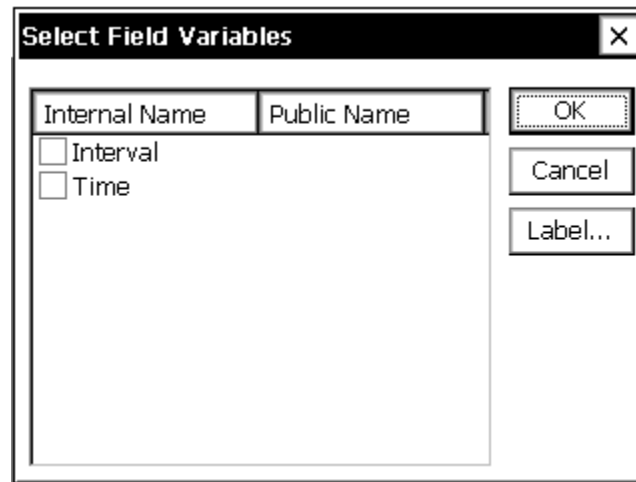 Select Field Variables
Internal Name Public Name
Interval
Time
OK
Cancel
Label...